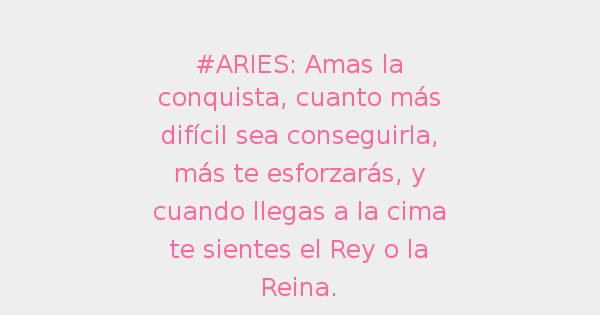 #ARIES: Amas la
conquista, cuanto más
difícil sea conseguirla,
más te esforzarás, y
cuando llegas a la cima
te sientes el Rey o la
Reina.